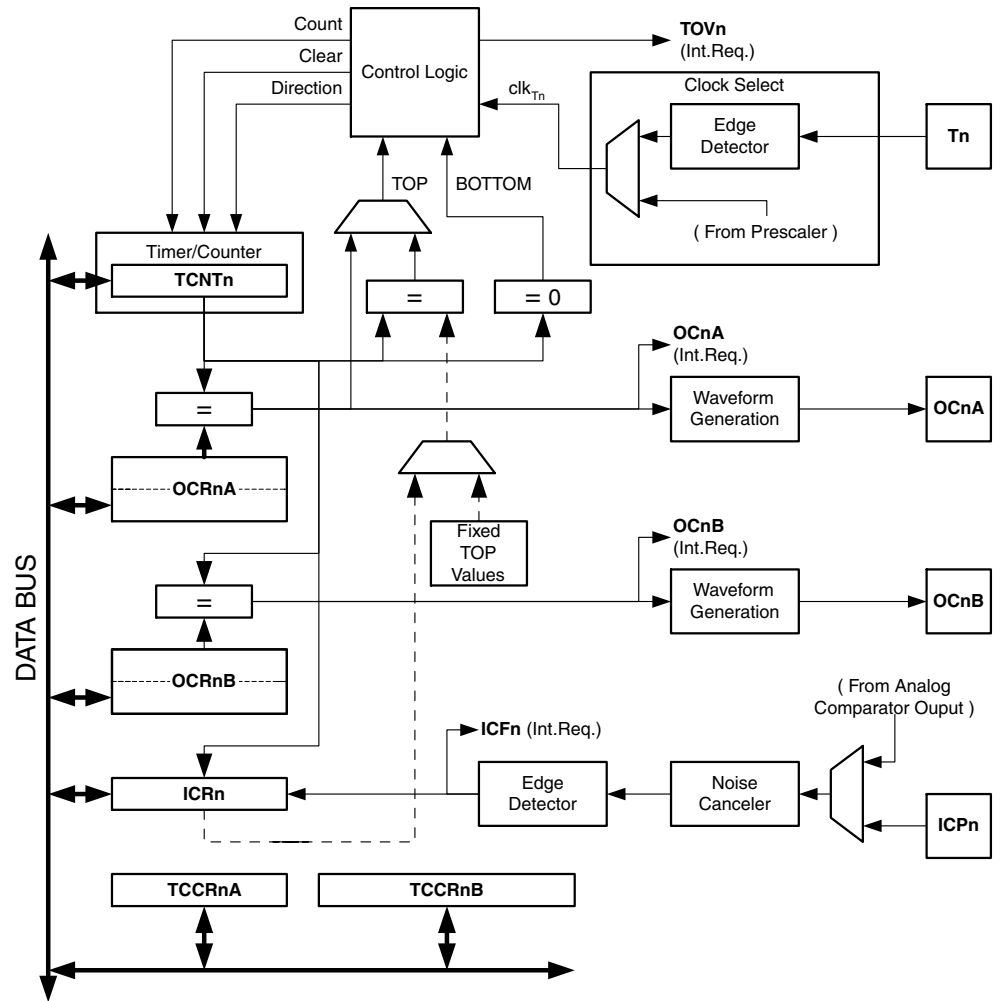 Count
Clear
Direction
Control Logic
TOVn
(Int.Req.)
clkTn
Clock Select
Edge
Detector
Tn
( From Prescaler )
TOP
BOTTOM
Timer/Counter
TCNTn
=
= 0
OCnA
(Int.Req.)
=
Waveform
Generation
OCnA
OCRnA
Fixed
TOP
Values
OCnB
(Int.Req.)
=
Waveform
Generation
OCnB
DATA BUS
OCRnB
( From Analog
Comparator Ouput )
ICFn (Int.Req.)
ICRn
Edge
Detector
Noise
Canceler
ICPn
TCCRnA
TCCRnB